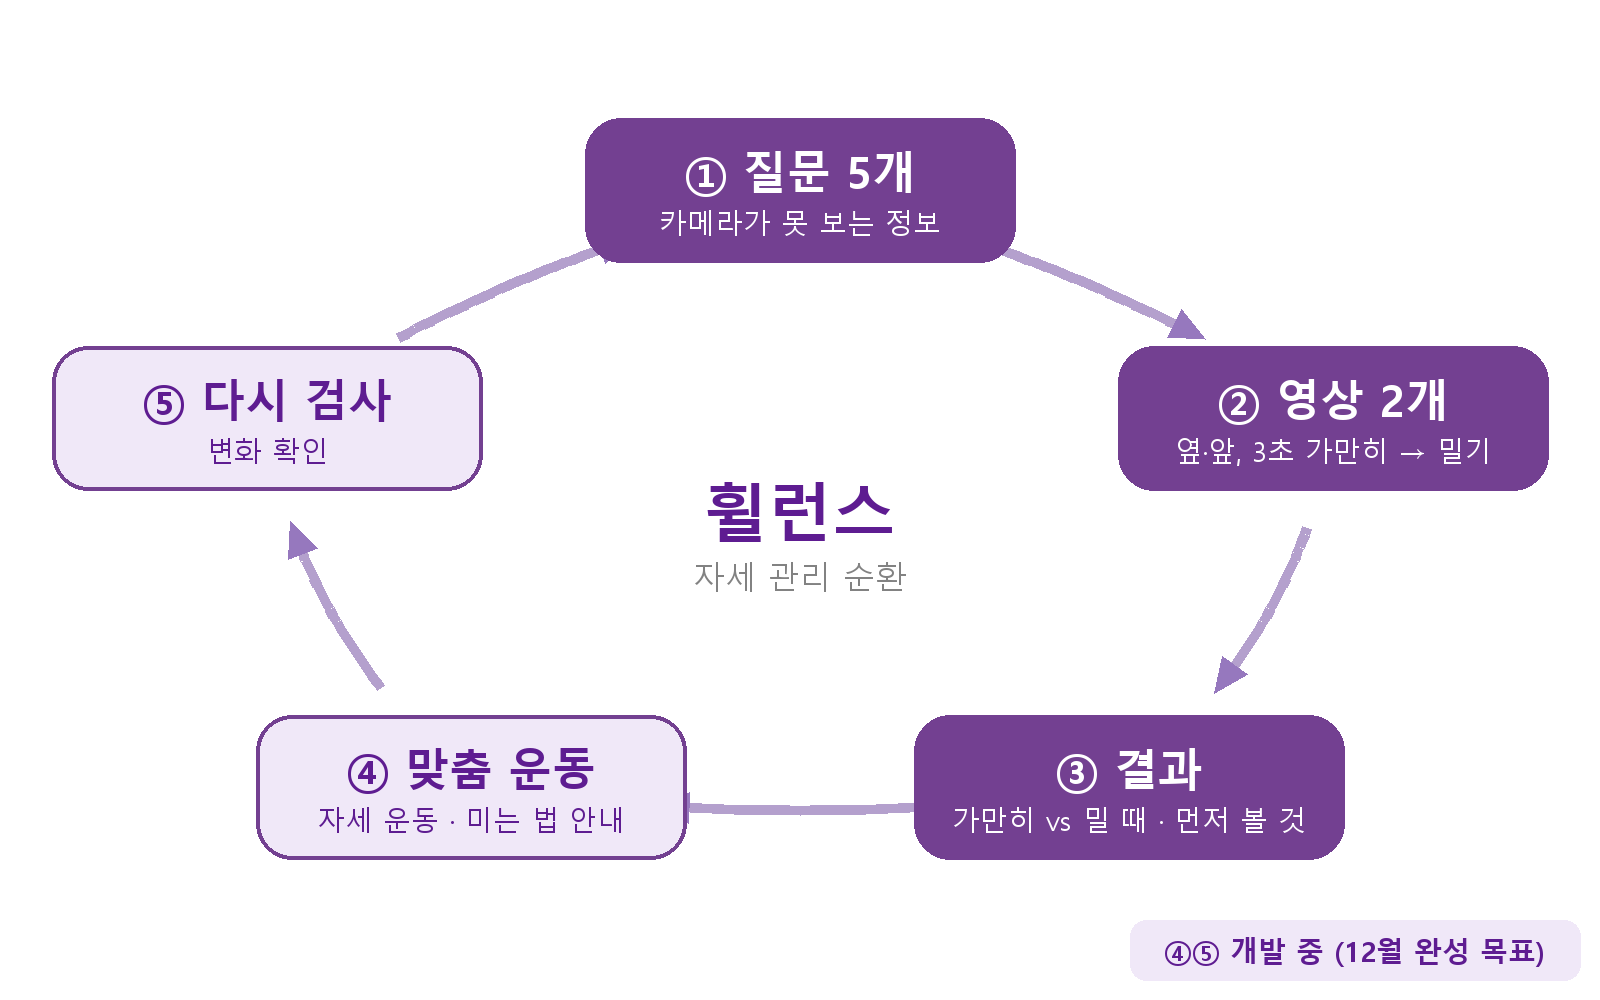 ① 질문 5개
카메라가 못 보는 정보
② 영상 2개
옆·앞, 3초 가만히 → 밀기
③ 결과
가만히 vs 밀 때 · 먼저 볼 것
④ 맞춤 운동
자세 운동 · 미는 법 안내
⑤ 다시 검사
변화 확인
휠런스
자세 관리 순환
④⑤ 개발 중 (12월 완성 목표)